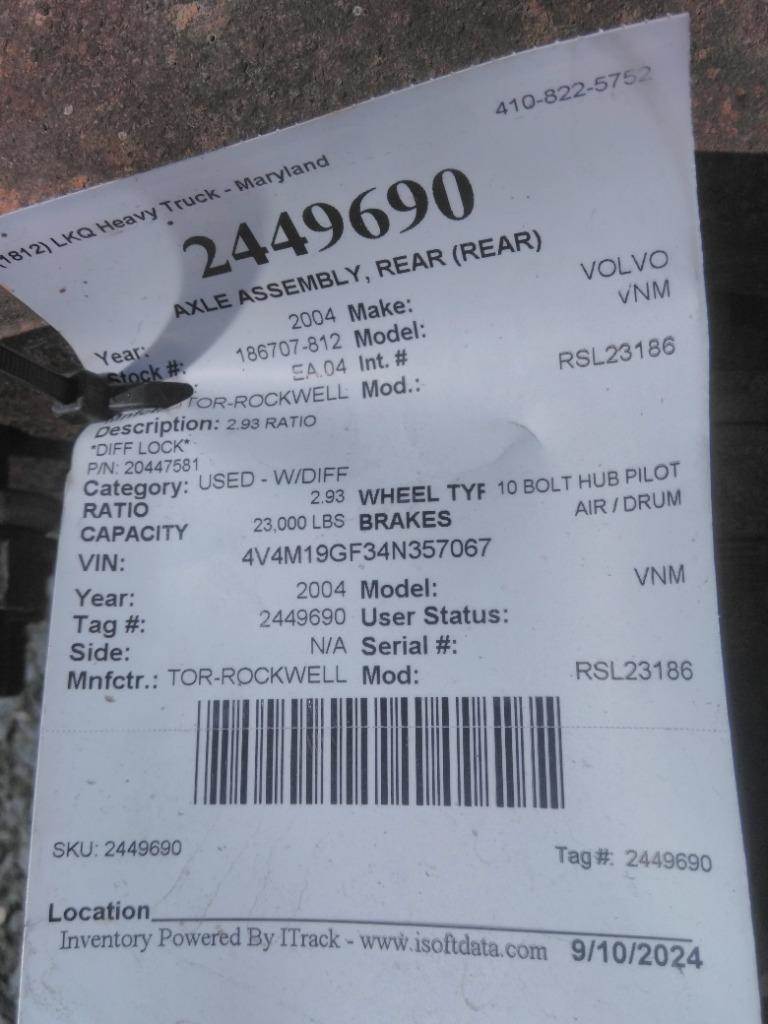 410-822-5752
(1812) LKQ Heavy Truck - Maryland
2449690
AXLE ASSEMBLY, REAR (REAR)
Year: 2004 Make: VOLVO
Stock #: 186707-812 Model: VNM
EA.04 Int. #
TOR-ROCKWELL Mod.: RSL23186
Description: 2.93 RATIO
*DIFF LOCK*
P/N: 20447581
Category: USED - W/DIFF
RATIO 2.93 WHEEL TYP 10 BOLT HUB PILOT
CAPACITY 23,000 LBS BRAKES AIR / DRUM
VIN: 4V4M19GF34N357067
Year: 2004 Model: VNM
Tag #: 2449690 User Status:
Side: N/A Serial #:
Mnfctr.: TOR-ROCKWELL Mod: RSL23186
SKU: 2449690 Tag#: 2449690
Location
Inventory Powered By ITrack - www.isoftdata.com 9/10/2024